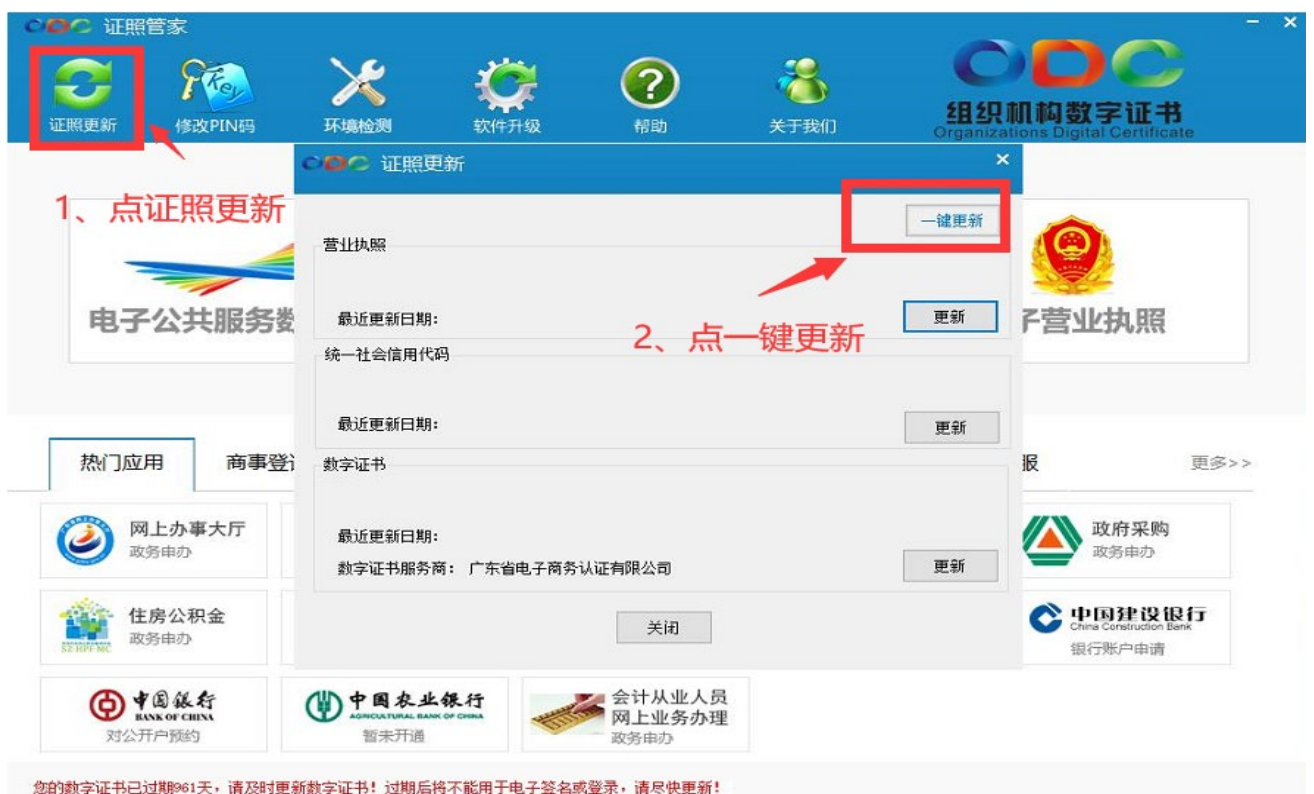 ODC 证照管家
证照更新
修改PIN码
环境检测
软件升级
帮助
关于我们
ODC
组织机构数字证书
Organizations Digital Certificate
ODC 证照更新
1、点证照更新
一键更新
营业执照
电子公共服务数
最近更新日期:
更新
子营业执照
2、点一键更新
统一社会信用代码
最近更新日期:
更新
热门应用
商事登
数字证书
服
更多>>
网上办事大厅
政务申办
最近更新日期:
数字证书服务商: 广东省电子商务认证有限公司
更新
政府采购
政务申办
住房公积金
政务申办
SZ-HPF-MC
关闭
中国建设银行
China Construction Bank
银行账户申请
中国银行
BANK OF CHINA
对公开户预约
中国农业银行
AGRICULTURAL BANK OF CHINA
暂未开通
会计从业人员
网上业务办理
政务申办
您的数字证书已过期961天，请及时更新数字证书！过期后将不能用于电子签名或登录，请尽快更新！